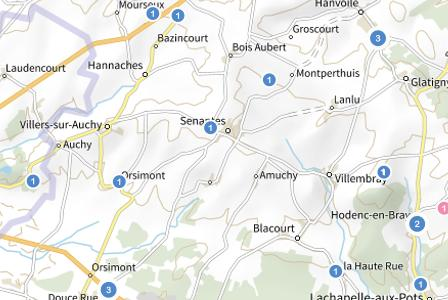 Hanvoile
Mourseux
1
1
Groscourt
3
Bazincourt
Bois Aubert
Hannaches
Laudencourt
Montperthuis
1
Glatigny
Lanlu
Villers-sur-Auchy
Senantes
1
Auchy
1
Orsimont
1
Amuchy
Villembray
1
Hodenc-en-Bray
1
2
Blacourt
Orsimont
1
la Haute Rue
3
1
Douce Rue
Lachapelle-aux-Pots